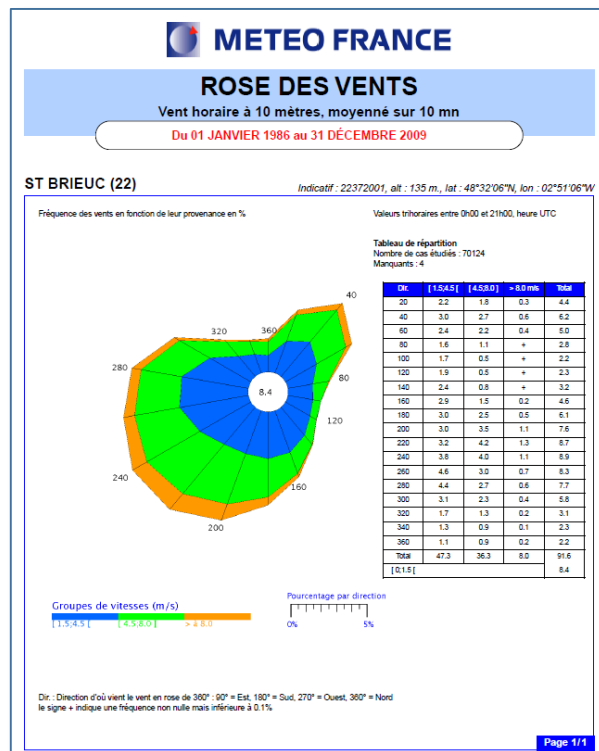 METEO FRANCE
ROSE DES VENTS
Vent horaire à 10 mètres, moyenné sur 10 mn
Du 01 JANVIER 1986 au 31 DÉCEMBRE 2009
ST BRIEUC (22)
Indicatif : 22372001, alt : 135 m., lat : 48°32'06"N, lon : 02°51'06"W
Fréquence des vents en fonction de leur provenance en %
Valeurs trihoraires entre 0h00 et 21h00, heure UTC
Tableau de répartition
Nombre de cas étudiés : 70124
Manquants : 4
Dir. [ 1.5;4.5 [ [ 4.5;8.0 ] > 8.0 m/s Total
20 2.2 1.8 0.3 4.4
40 3.0 2.7 0.6 6.2
60 2.4 2.2 0.4 5.0
80 1.6 1.1 + 2.8
100 1.7 0.5 + 2.2
120 1.9 0.5 + 2.3
140 2.4 0.8 + 3.2
160 2.9 1.5 0.2 4.6
180 3.0 2.5 0.5 6.1
200 3.0 3.5 1.1 7.6
220 3.2 4.2 1.3 8.7
240 3.8 4.0 1.1 8.9
260 4.6 3.0 0.7 8.3
280 4.4 2.7 0.6 7.7
300 3.1 2.3 0.4 5.8
320 1.7 1.3 0.2 3.1
340 1.3 0.9 0.1 2.3
360 1.1 0.9 0.2 2.2
Total 47.3 36.3 8.0 91.6
[ 0;1.5 [ 8.4
40
320
360
280
80
8.4
120
240
160
200
Groupes de vitesses (m/s)
[ 1.5;4.5 [ [ 4.5;8.0 ] > à 8.0
Pourcentage par direction
0% 5%
Dir. : Direction d'où vient le vent en rose de 360° : 90° = Est, 180° = Sud, 270° = Ouest, 360° = Nord
le signe + indique une fréquence non nulle mais inférieure à 0.1%
Page 1/1